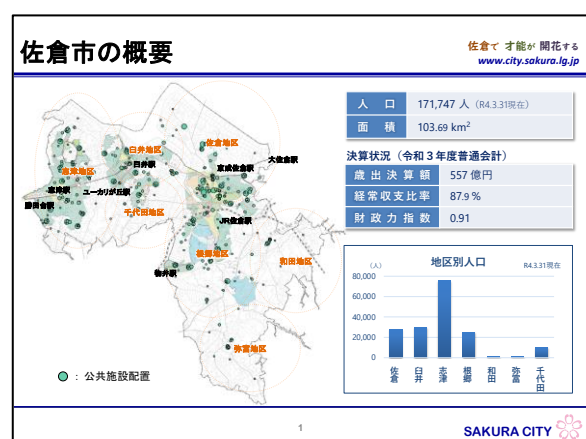 佐倉市の概要
佐倉で 才能が 開花する
www.city.sakura.lg.jp
人　口 171,747 人（R4.3.31現在）
面　積 103.69 km²
決算状況（令和３年度普通会計）
歳出決算額 557 億円
経常収支比率 87.9％
財政力指数 0.91
佐倉地区
臼井地区
志津地区
臼井駅
京成佐倉駅
大佐倉駅
志津駅
ユーカリが丘駅
勝田台駅
千代田地区
JR佐倉駅
根郷地区
和田地区
物井駅
弥富地区
：公共施設配置
地区別人口
R4.3.31現在
（人）
80,000
60,000
40,000
20,000
0
佐倉
臼井
志津
根郷
和田
弥富
千代田
1
SAKURA CITY